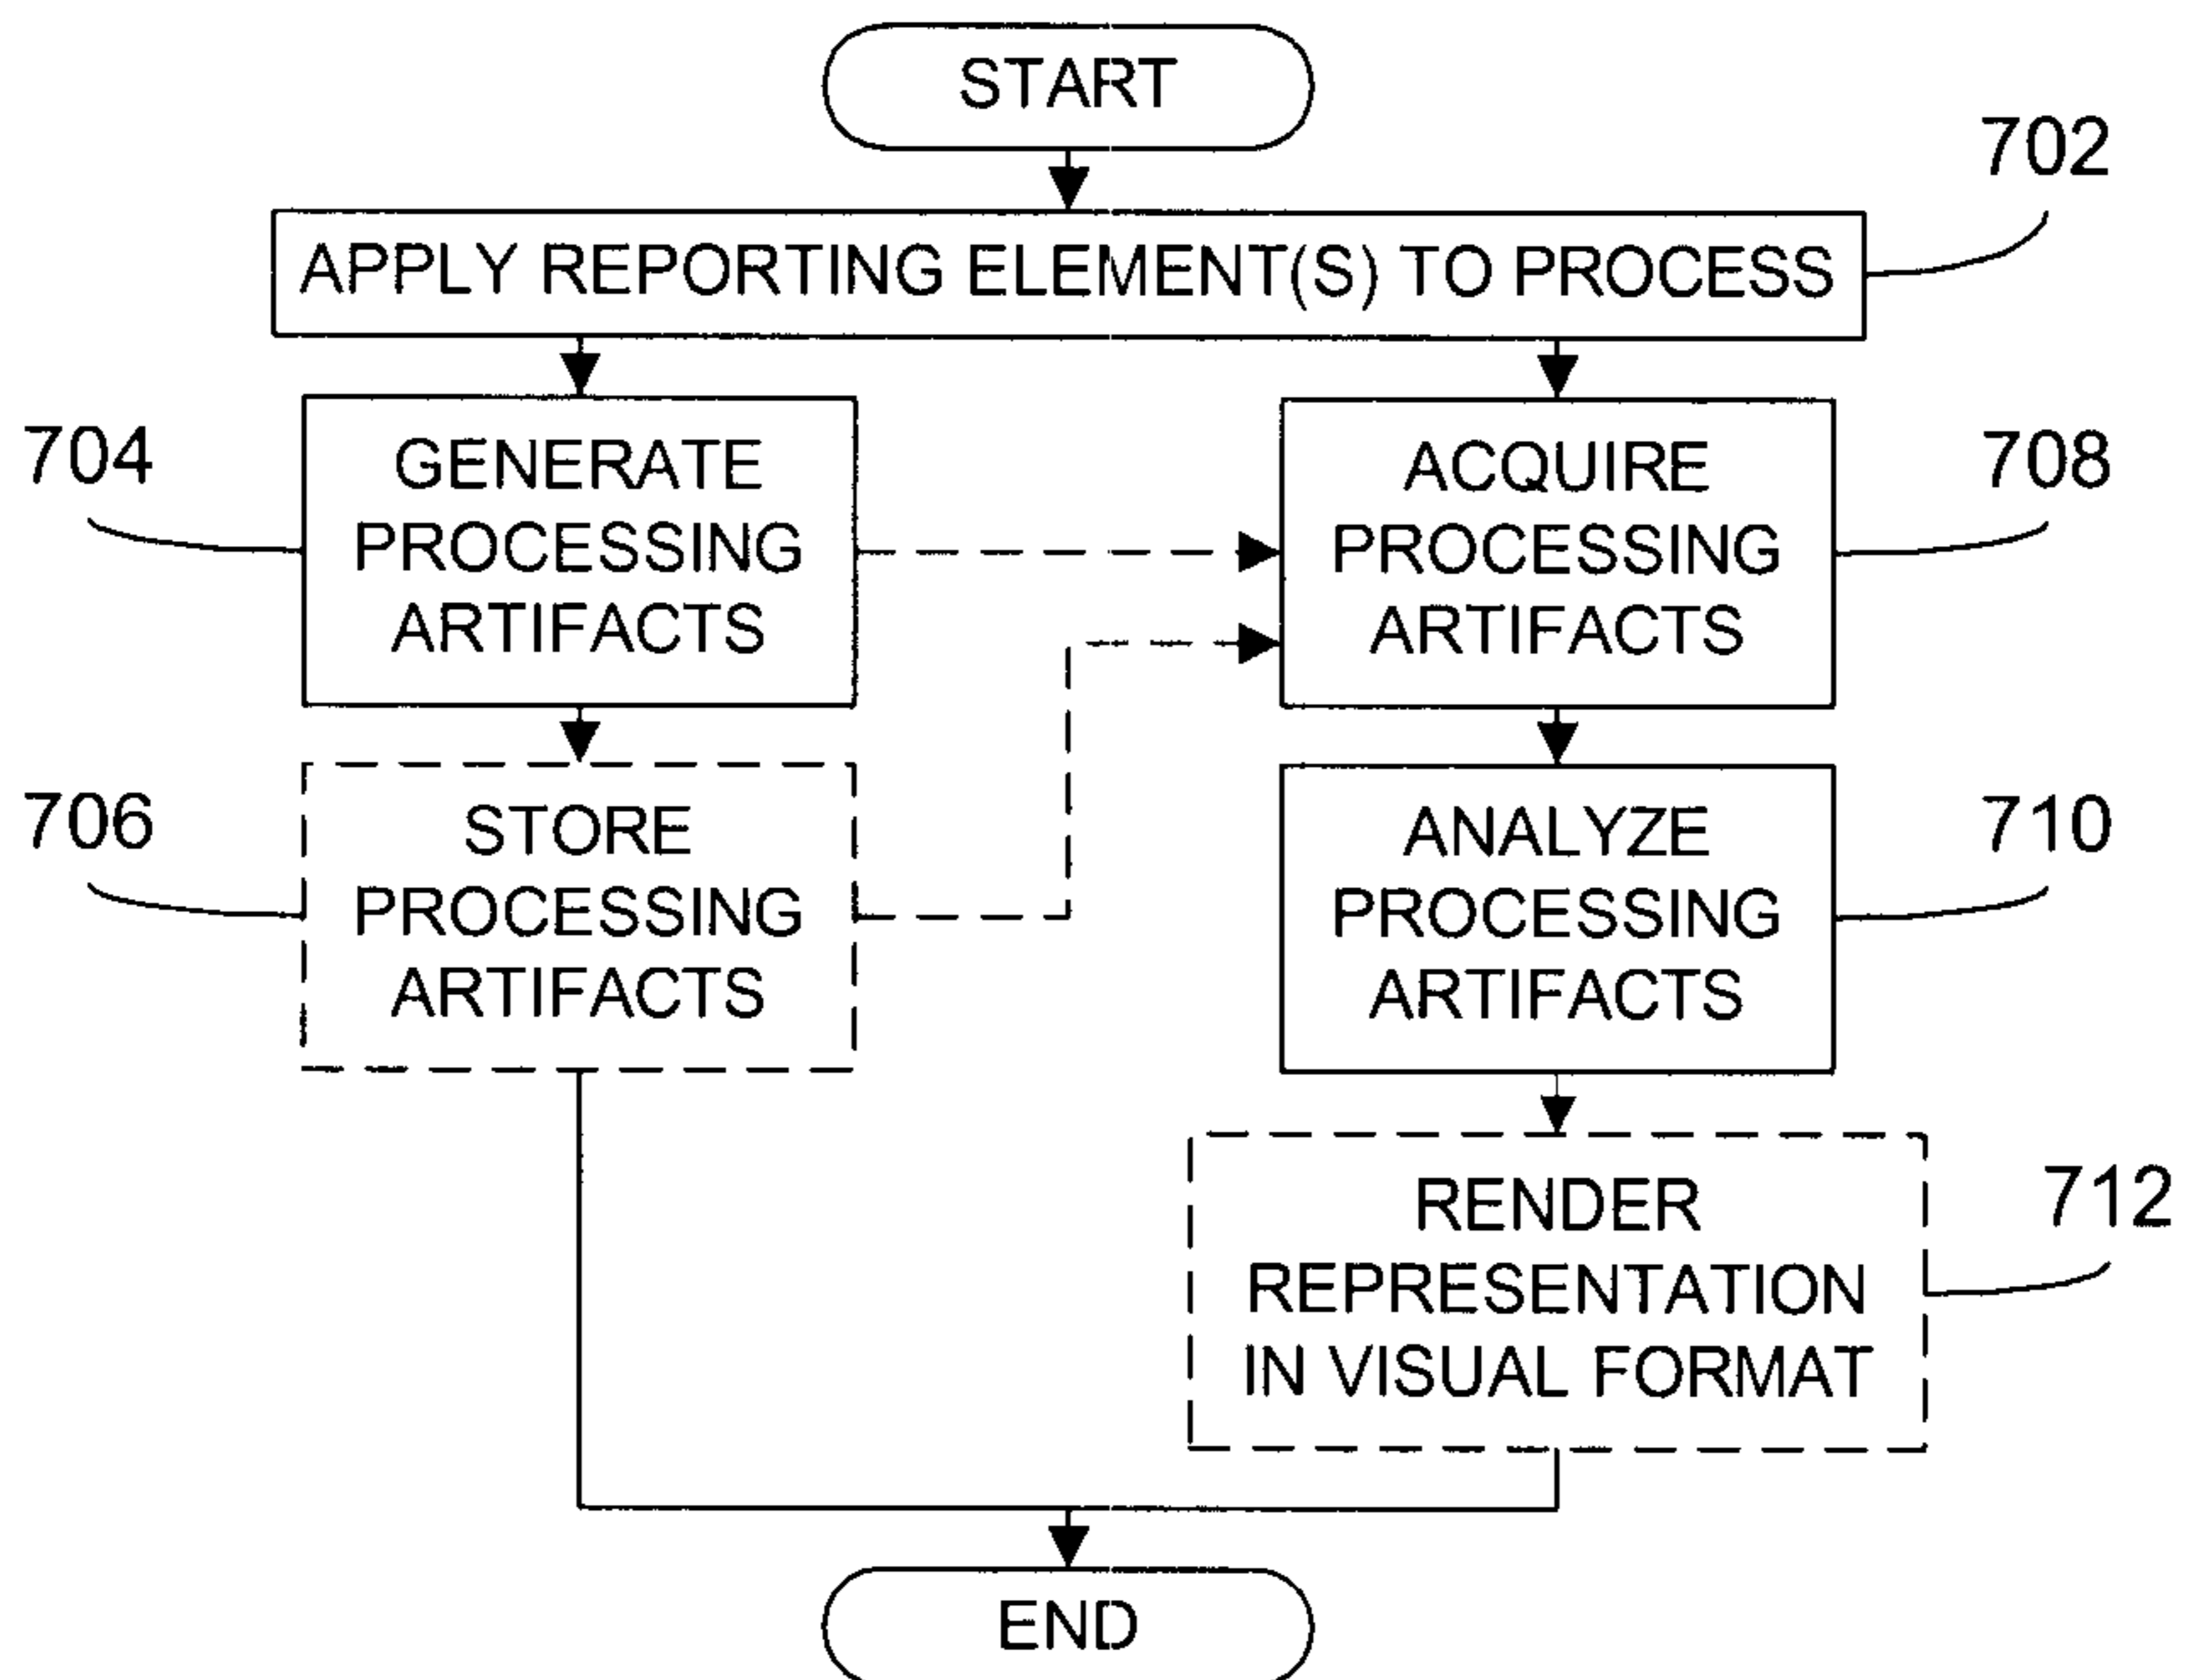 START
702
APPLY REPORTING ELEMENT(S) TO PROCESS
704
GENERATE
PROCESSING
ARTIFACTS
708
ACQUIRE
PROCESSING
ARTIFACTS
706
STORE
PROCESSING
ARTIFACTS
710
ANALYZE
PROCESSING
ARTIFACTS
712
RENDER
REPRESENTATION
IN VISUAL FORMAT
END